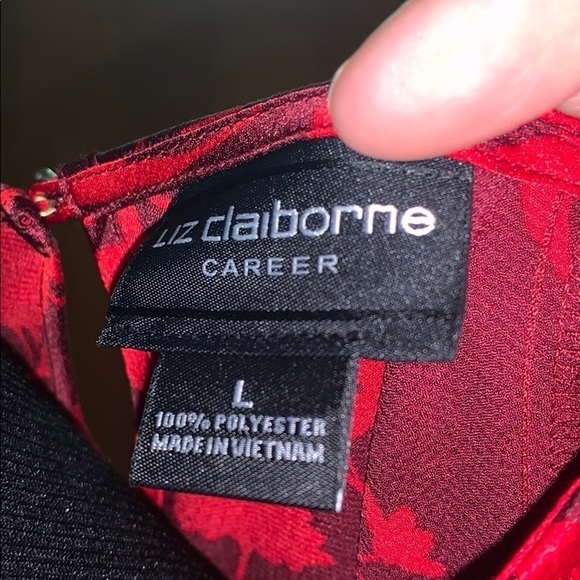 LIZ claiborne
CAREER
L
100% POLYESTER
MADE IN VIETNAM